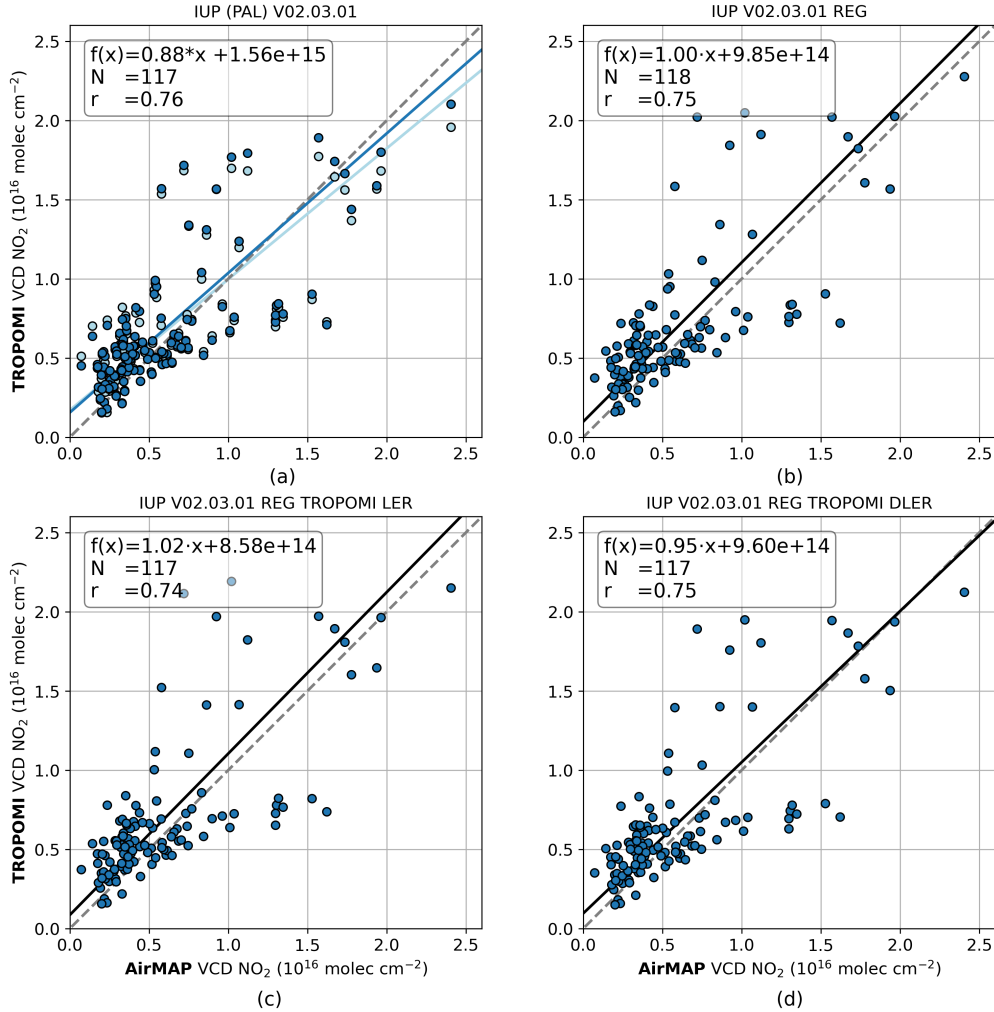 IUP (PAL) V02.03.01
f(x)=0.88*x +1.56e+15
N =117
r =0.76
TROPOMI VCD NO₂ (10¹⁶ molec cm⁻²)
2.5
2.0
1.5
1.0
0.5
0.0
0.0 0.5 1.0 1.5 2.0 2.5
(a)
IUP V02.03.01 REG
f(x)=1.00·x+9.85e+14
N =118
r =0.75
2.5
2.0
1.5
1.0
0.5
0.0
0.0 0.5 1.0 1.5 2.0 2.5
(b)
IUP V02.03.01 REG TROPOMI LER
f(x)=1.02·x+8.58e+14
N =117
r =0.74
TROPOMI VCD NO₂ (10¹⁶ molec cm⁻²)
2.5
2.0
1.5
1.0
0.5
0.0
0.0 0.5 1.0 1.5 2.0 2.5
AirMAP VCD NO₂ (10¹⁶ molec cm⁻²)
(c)
IUP V02.03.01 REG TROPOMI DLER
f(x)=0.95·x+9.60e+14
N =117
r =0.75
2.5
2.0
1.5
1.0
0.5
0.0
0.0 0.5 1.0 1.5 2.0 2.5
AirMAP VCD NO₂ (10¹⁶ molec cm⁻²)
(d)